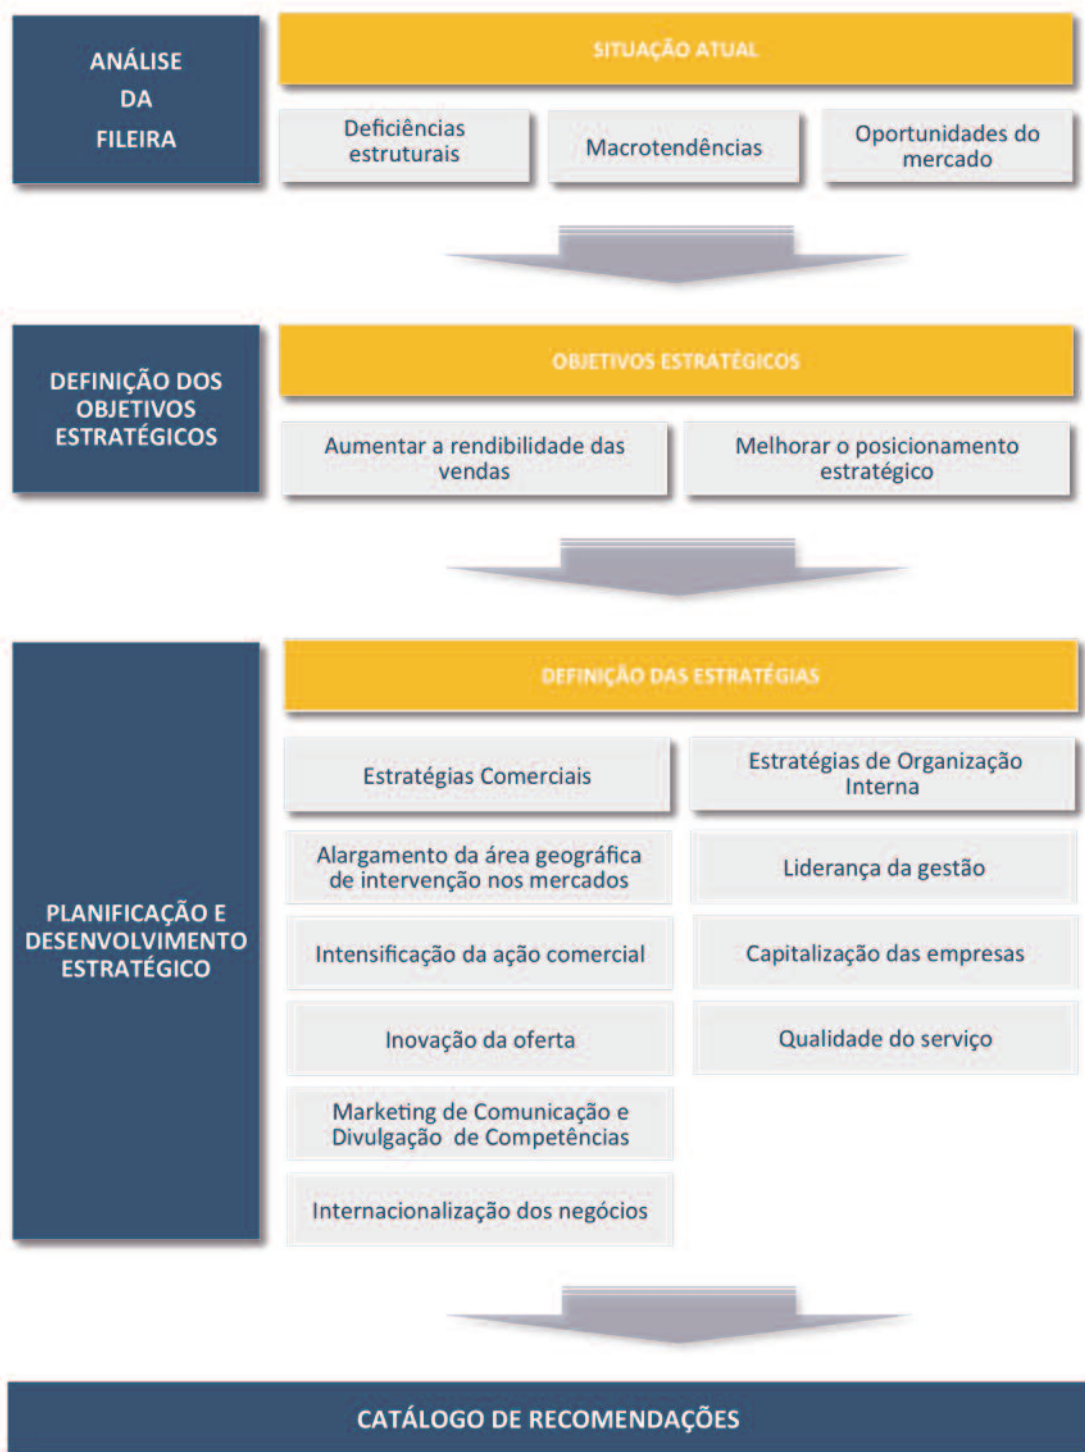 ANÁLISE
DA
FILEIRA
SITUAÇÃO ATUAL
Deficiências
estruturais
Macrotendências
Oportunidades do
mercado
DEFINIÇÃO DOS
OBJETIVOS
ESTRATÉGICOS
OBJETIVOS ESTRATÉGICOS
Aumentar a rendibilidade das
vendas
Melhorar o posicionamento
estratégico
PLANIFICAÇÃO E
DESENVOLVIMENTO
ESTRATÉGICO
DEFINIÇÃO DAS ESTRATÉGIAS
Estratégias Comerciais
Estratégias de Organização
Interna
Alargamento da área geográfica
de intervenção nos mercados
Liderança da gestão
Intensificação da ação comercial
Capitalização das empresas
Inovação da oferta
Qualidade do serviço
Marketing de Comunicação e
Divulgação de Competências
Internacionalização dos negócios
CATÁLOGO DE RECOMENDAÇÕES